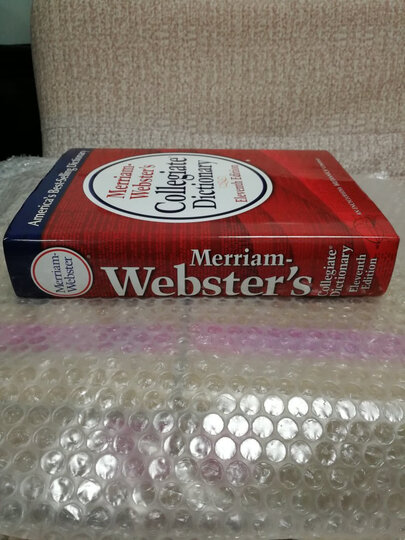 America's Best-Selling Dictionary
Merriam-
Webster's
Collegiate
Dictionary
Eleventh Edition
Merriam-
Webster
Merriam-
Webster's
Collegiate®
Dictionary
Eleventh
Edition